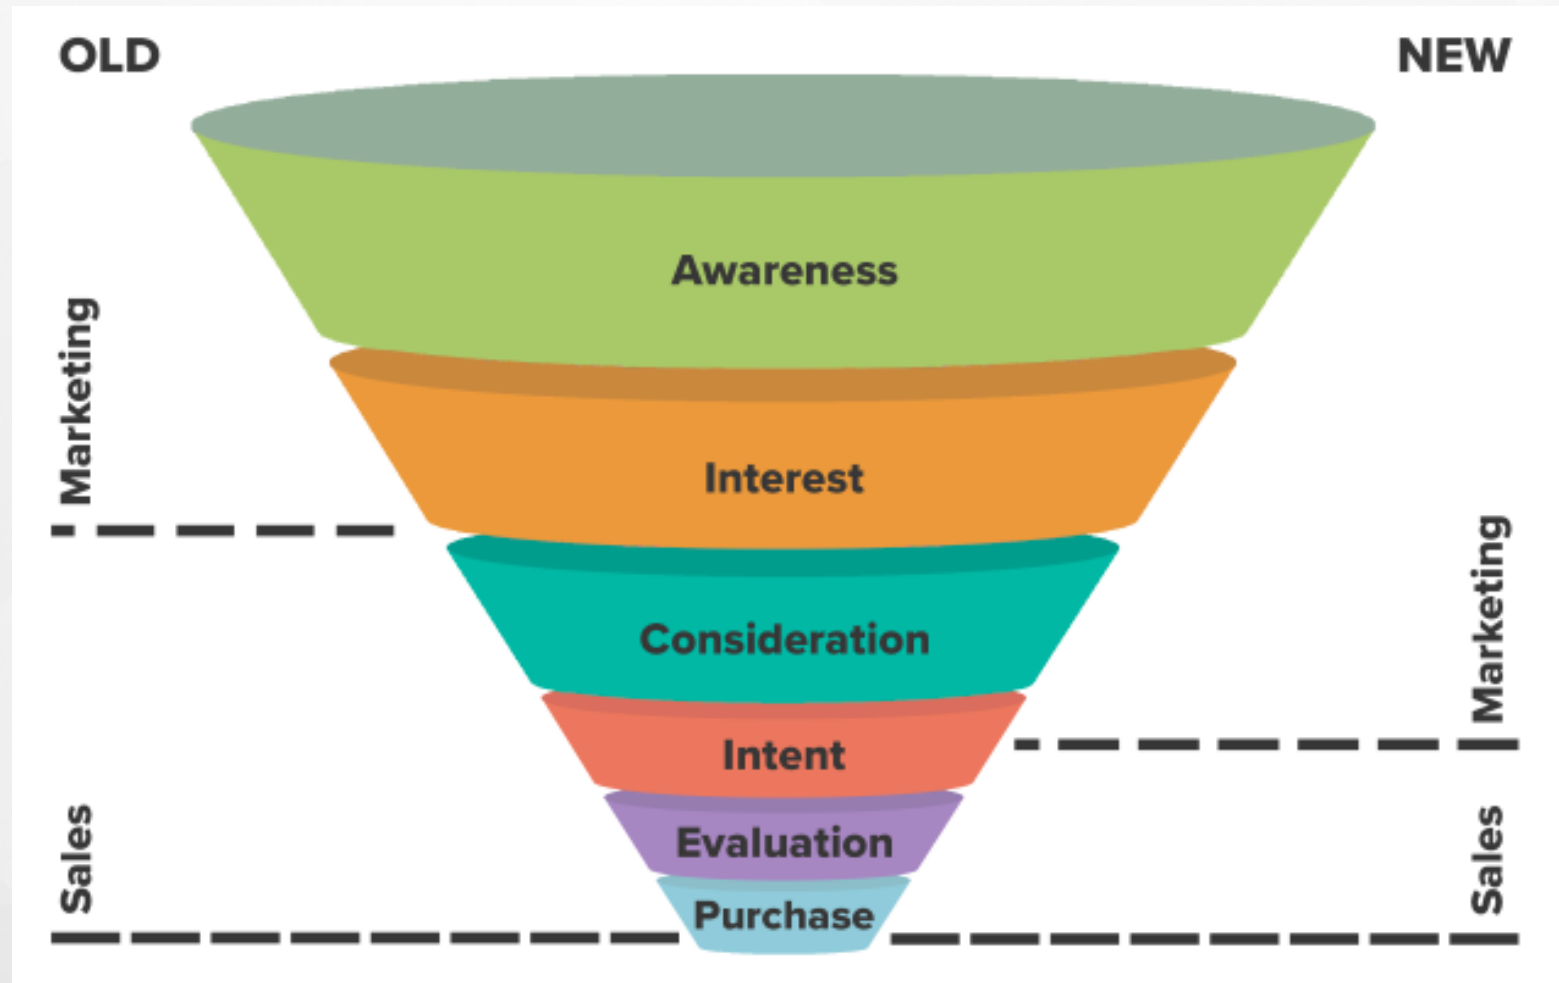 OLD
NEW
Awareness
Marketing
Interest
Consideration
Marketing
Intent
Sales
Evaluation
Sales
Purchase